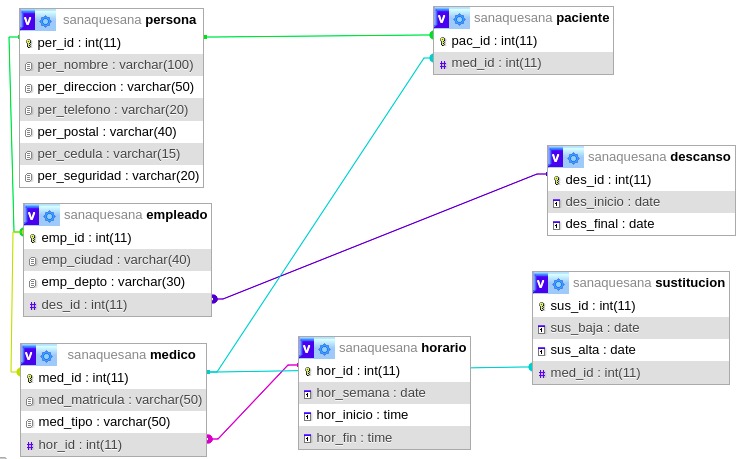 sanaquesana persona
per_id : int(11)
per_nombre : varchar(100)
per_direccion : varchar(50)
per_telefono : varchar(20)
per_postal : varchar(40)
per_cedula : varchar(15)
per_seguridad : varchar(20)
sanaquesana paciente
pac_id : int(11)
med_id : int(11)
sanaquesana descanso
des_id : int(11)
des_inicio : date
des_final : date
sanaquesana empleado
emp_id : int(11)
emp_ciudad : varchar(40)
emp_depto : varchar(30)
des_id : int(11)
sanaquesana sustitucion
sus_id : int(11)
sus_baja : date
sus_alta : date
med_id : int(11)
sanaquesana medico
med_id : int(11)
med_matricula : varchar(50)
med_tipo : varchar(50)
hor_id : int(11)
sanaquesana horario
hor_id : int(11)
hor_semana : date
hor_inicio : time
hor_fin : time